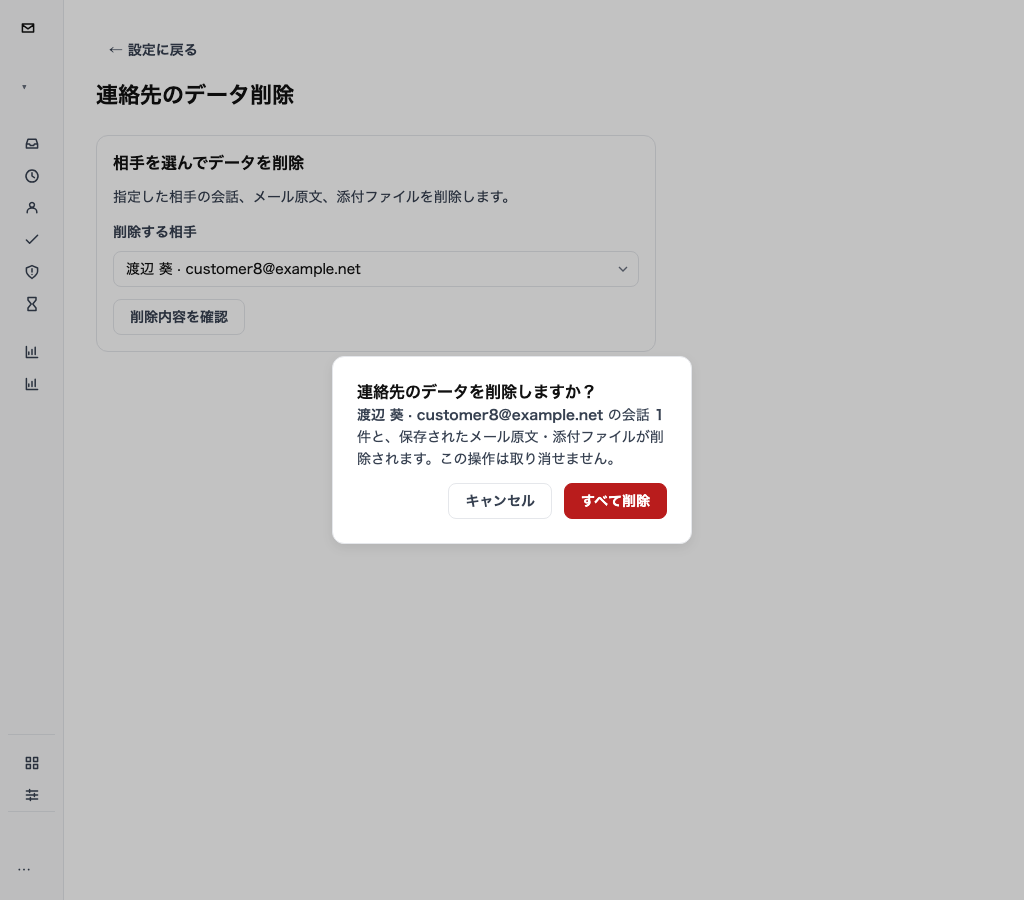 ← 設定に戻る
連絡先のデータ削除
相手を選んでデータを削除
指定した相手の会話、メール原文、添付ファイルを削除します。
削除する相手
渡辺 葵 · customer8@example.net
削除内容を確認
連絡先のデータを削除しますか？
渡辺 葵 · customer8@example.net の会話 1
件と、保存されたメール原文・添付ファイルが削
除されます。この操作は取り消せません。
キャンセル
すべて削除
…